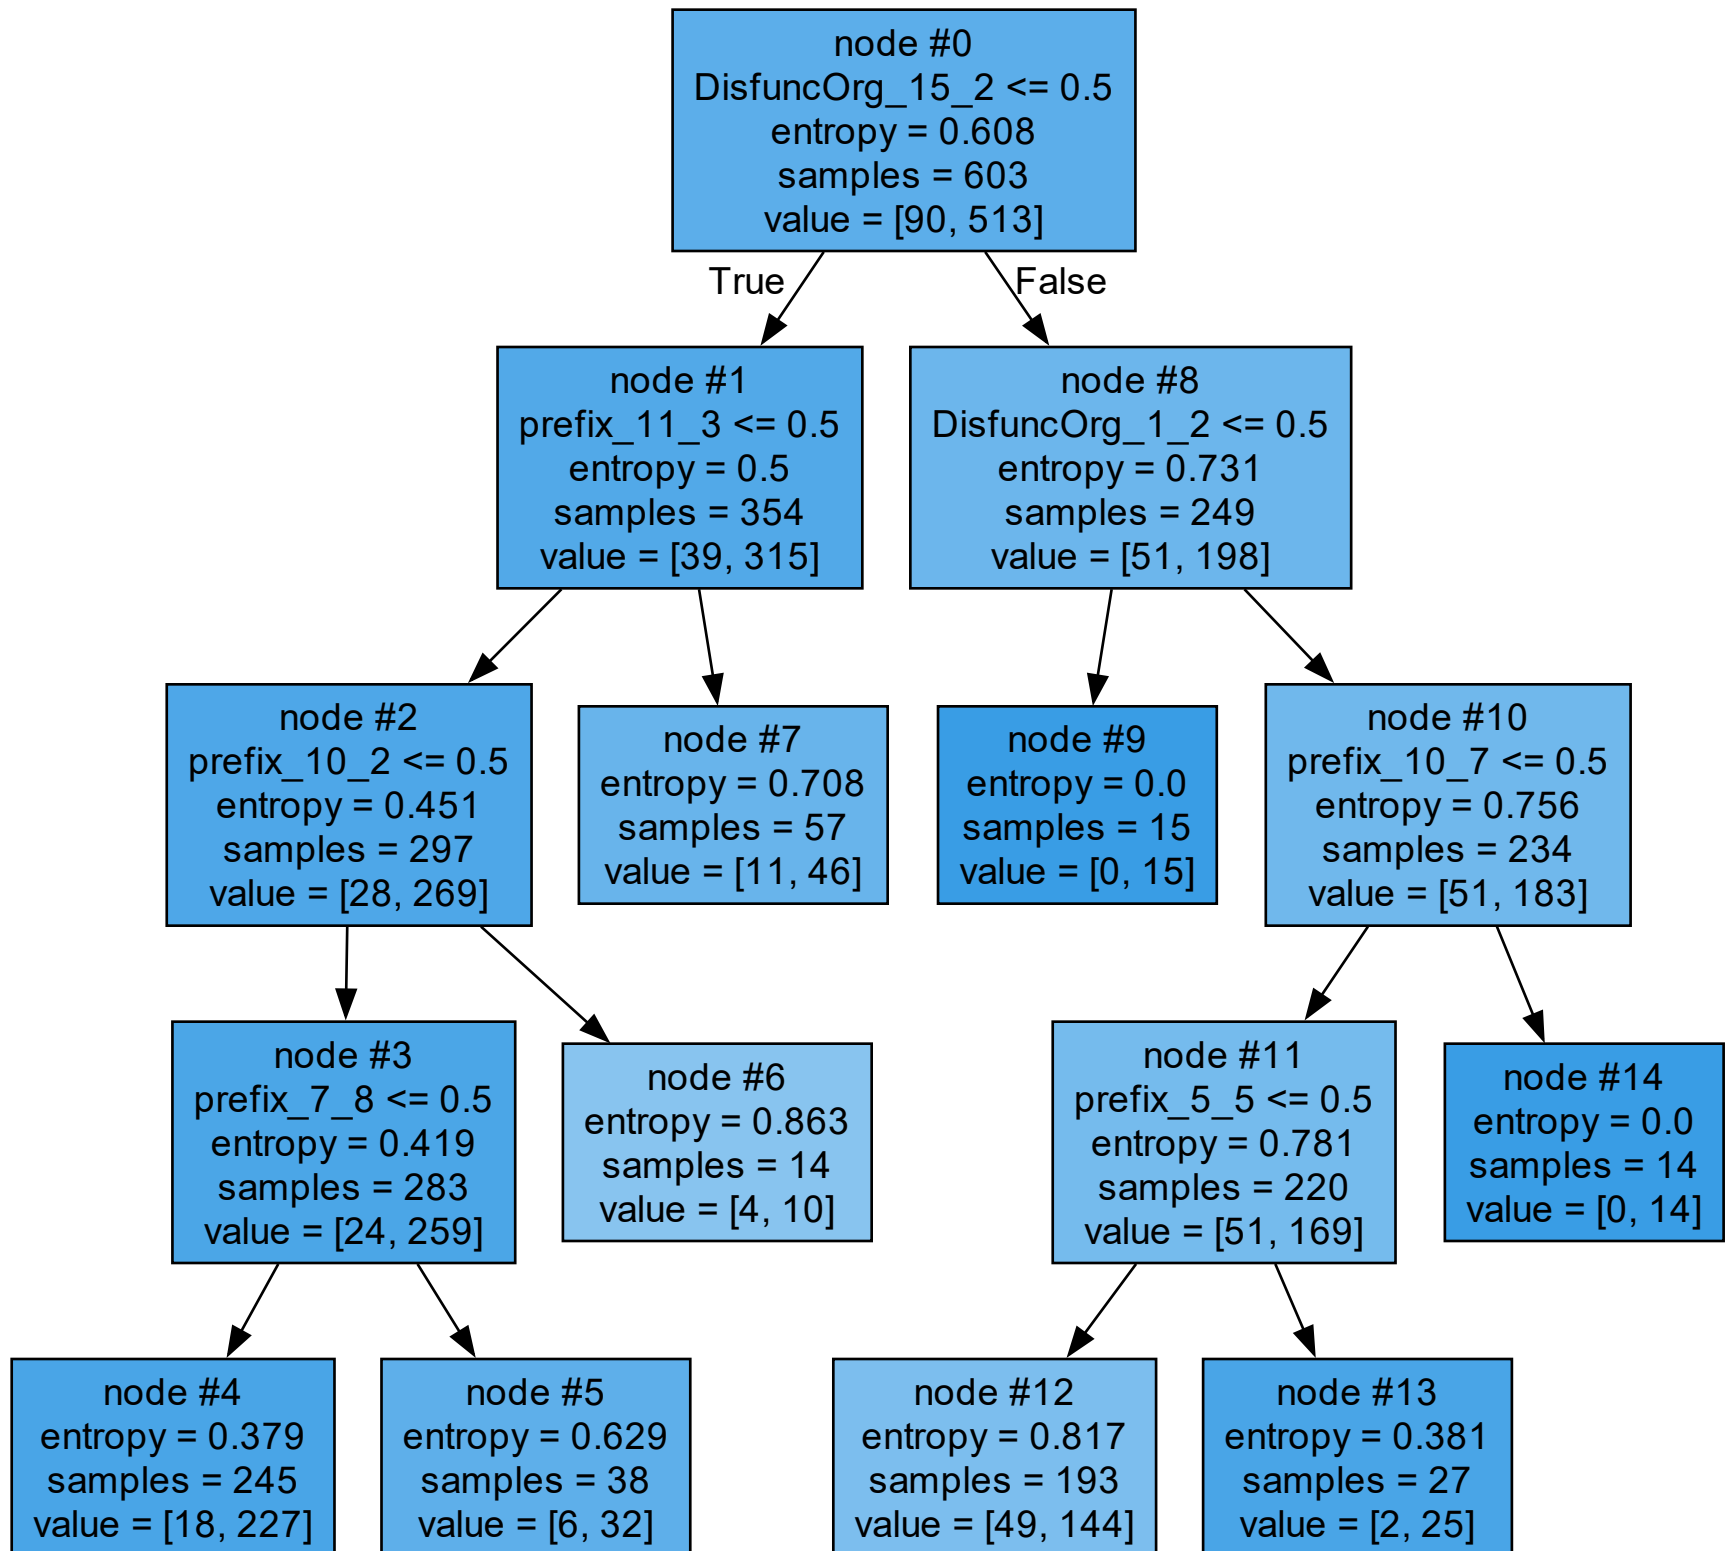 node #0
DisfuncOrg_15_2 <= 0.5
entropy = 0.608
samples = 603
value = [90, 513]
True
False
node #1
prefix_11_3 <= 0.5
entropy = 0.5
samples = 354
value = [39, 315]
node #8
DisfuncOrg_1_2 <= 0.5
entropy = 0.731
samples = 249
value = [51, 198]
node #2
prefix_10_2 <= 0.5
entropy = 0.451
samples = 297
value = [28, 269]
node #7
entropy = 0.708
samples = 57
value = [11, 46]
node #9
entropy = 0.0
samples = 15
value = [0, 15]
node #10
prefix_10_7 <= 0.5
entropy = 0.756
samples = 234
value = [51, 183]
node #3
prefix_7_8 <= 0.5
entropy = 0.419
samples = 283
value = [24, 259]
node #6
entropy = 0.863
samples = 14
value = [4, 10]
node #11
prefix_5_5 <= 0.5
entropy = 0.781
samples = 220
value = [51, 169]
node #14
entropy = 0.0
samples = 14
value = [0, 14]
node #4
entropy = 0.379
samples = 245
value = [18, 227]
node #5
entropy = 0.629
samples = 38
value = [6, 32]
node #12
entropy = 0.817
samples = 193
value = [49, 144]
node #13
entropy = 0.381
samples = 27
value = [2, 25]